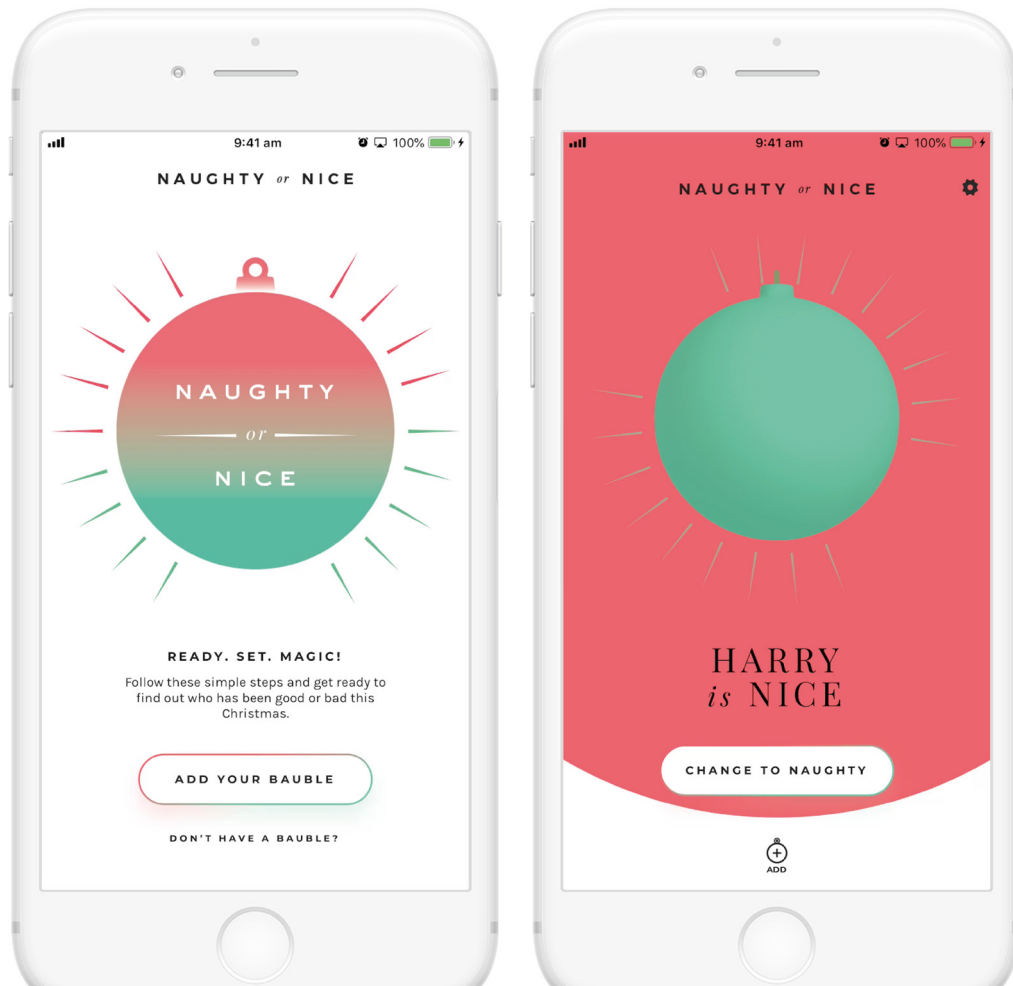 9:41 am
100%
NAUGHTY or NICE
NAUGHTY
or
NICE
READY. SET. MAGIC!
Follow these simple steps and get ready to
find out who has been good or bad this
Christmas.
ADD YOUR BAUBLE
DON'T HAVE A BAUBLE?
9:41 am
100%
NAUGHTY or NICE
HARRY
is NICE
CHANGE TO NAUGHTY
ADD